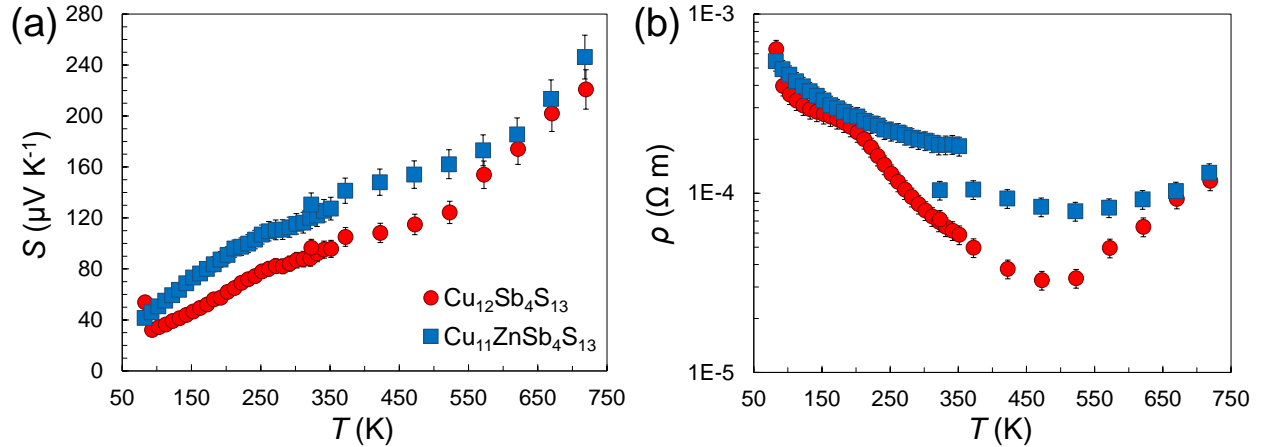 (a)
280
240
200
160
120
80
40
0
S (µV K⁻¹)
Cu₁₂Sb₄S₁₃
Cu₁₁ZnSb₄S₁₃
50 150 250 350 450 550 650 750
T (K)
(b)
1E-3
1E-4
1E-5
ρ (Ω m)
50 150 250 350 450 550 650 750
T (K)